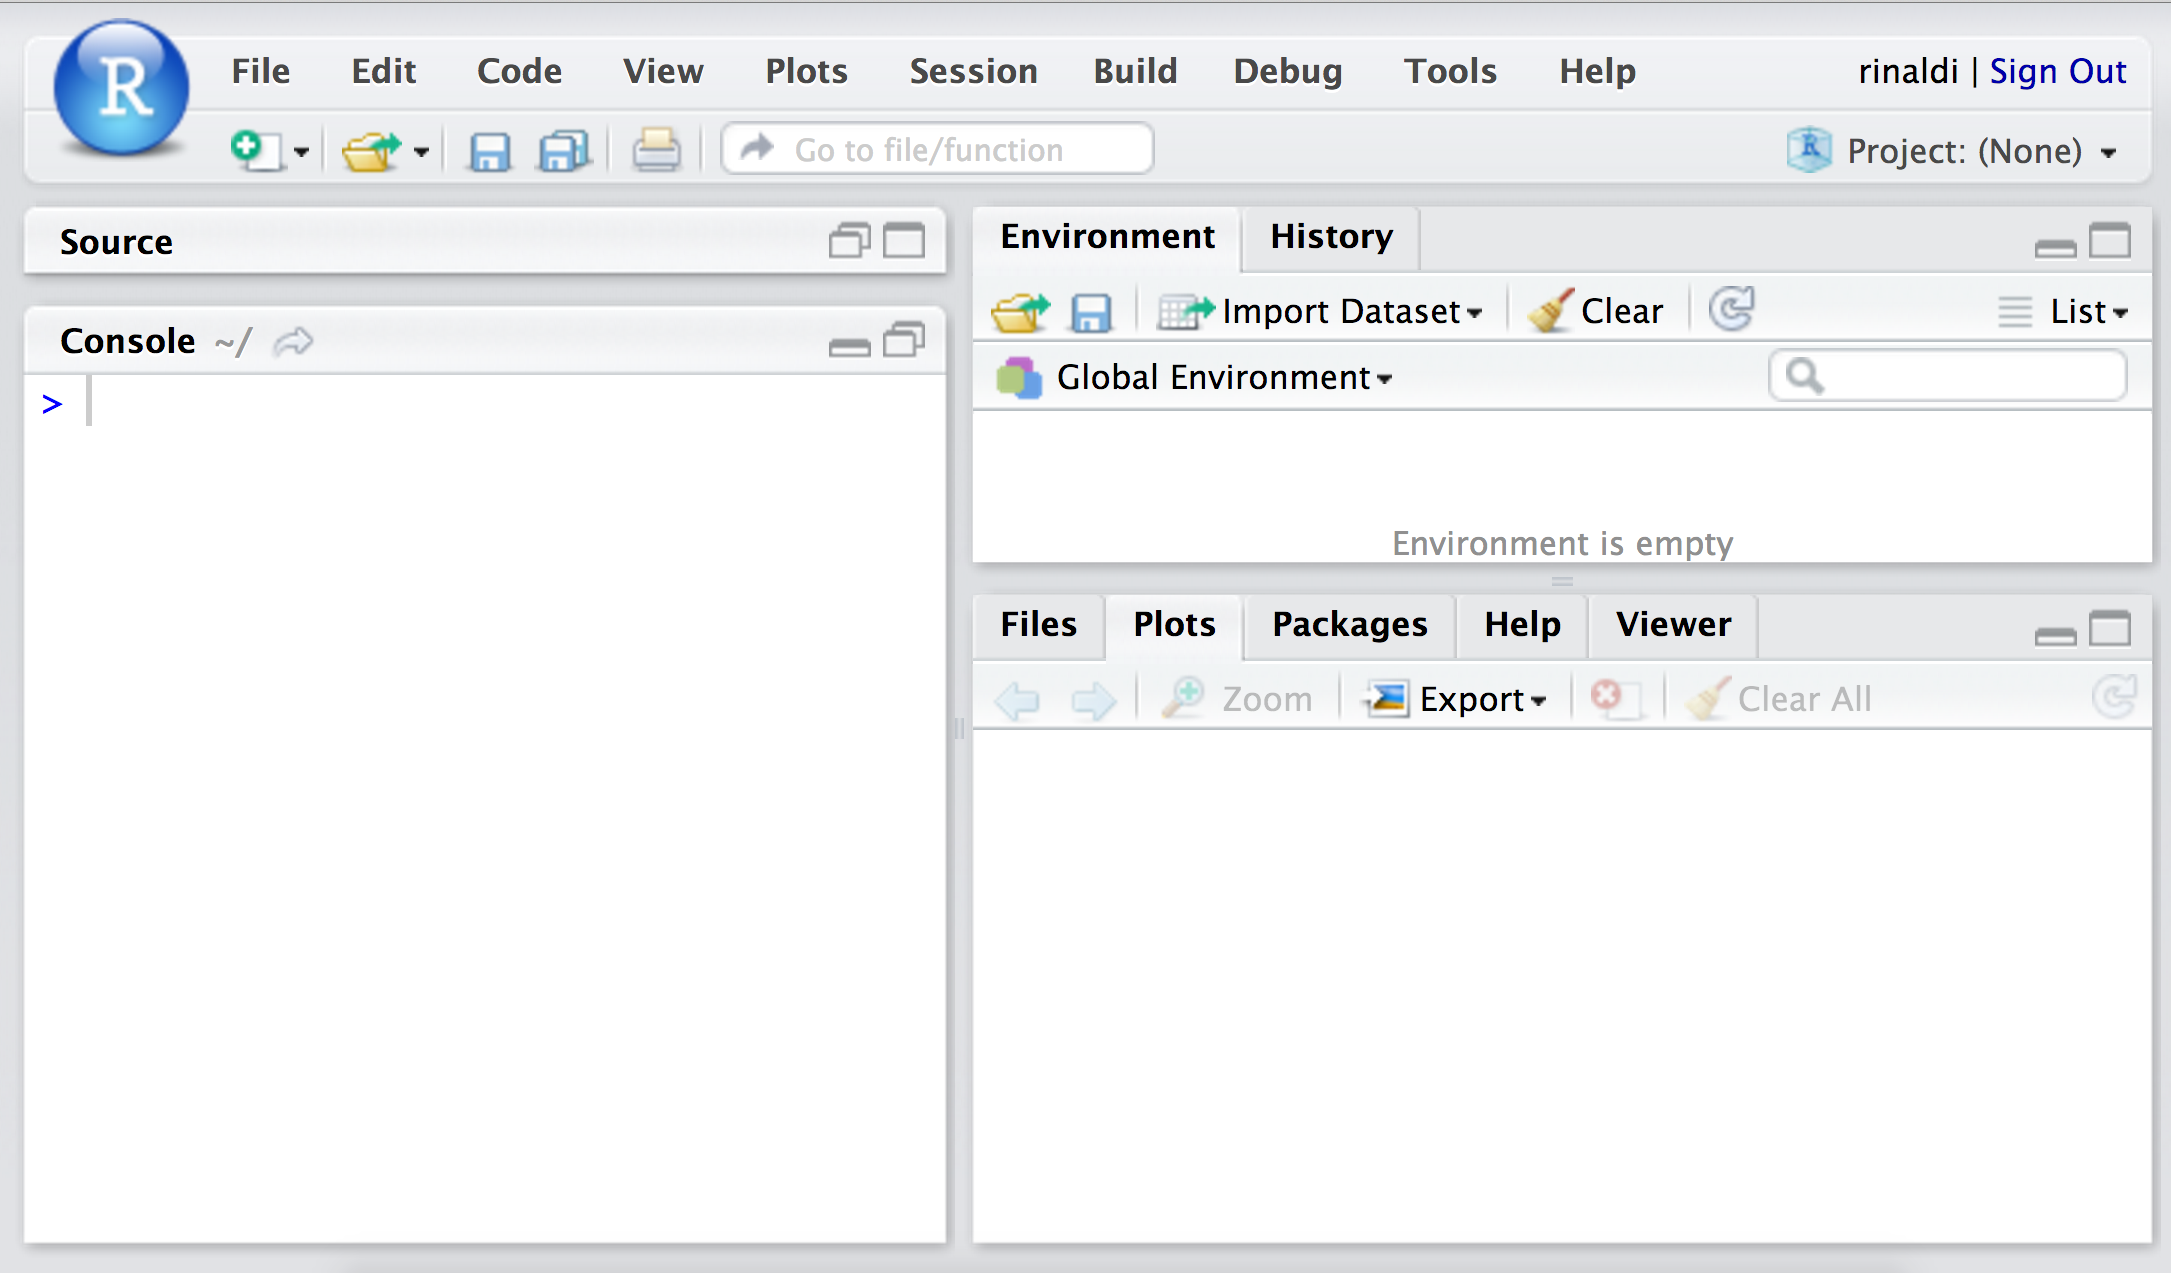 R File Edit Code View Plots Session Build Debug Tools Help rinaldi | Sign Out
Go to file/function R Project: (None)
Source
Console ~/
>
Environment History
Import Dataset Clear List
Global Environment
Environment is empty
Files Plots Packages Help Viewer
Zoom Export Clear All